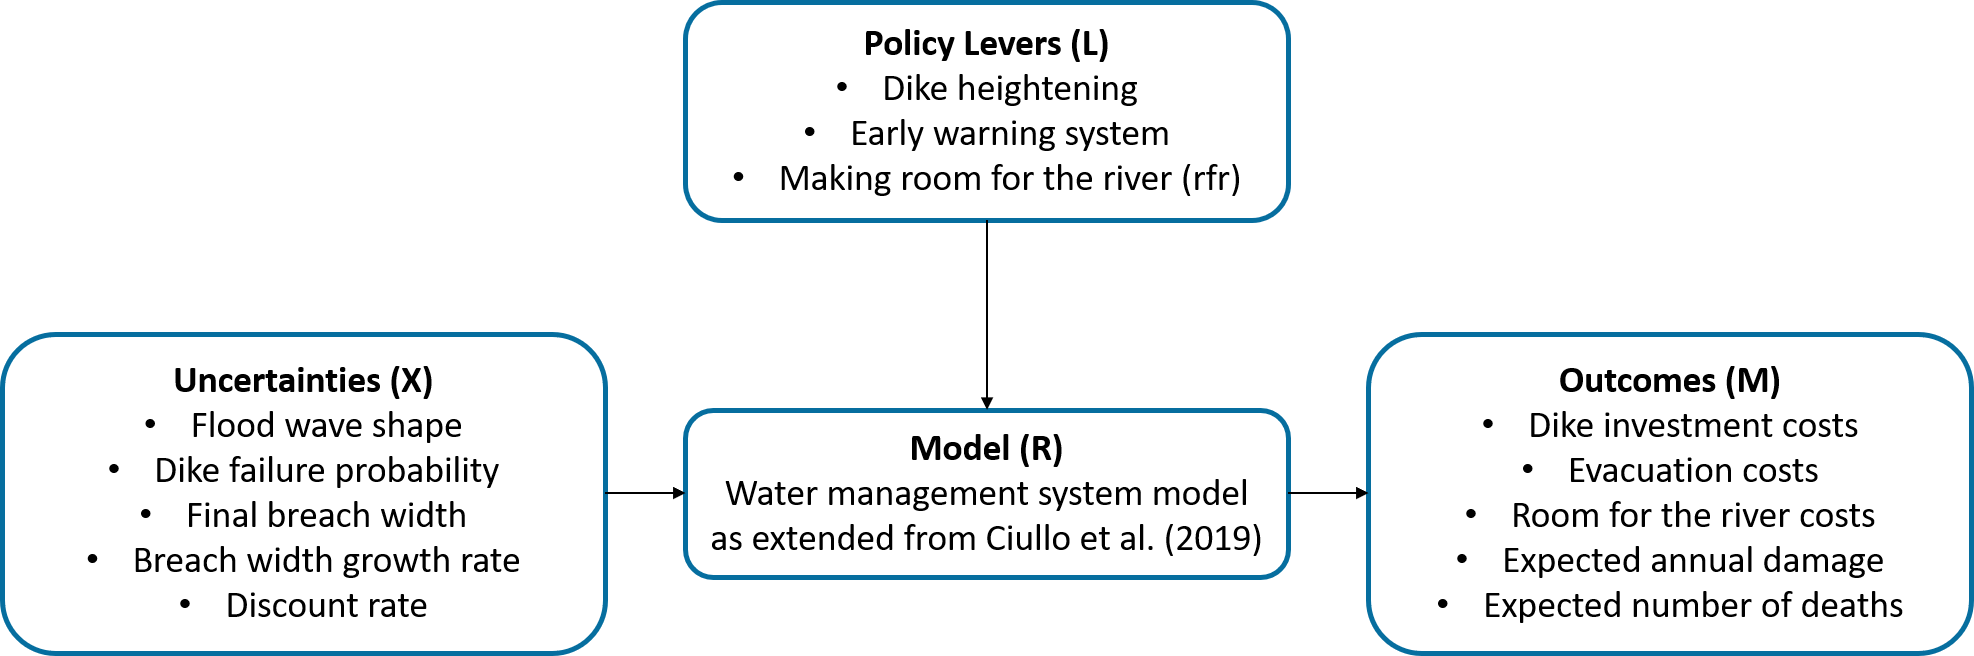 Policy Levers (L)
• Dike heightening
• Early warning system
• Making room for the river (rfr)
Uncertainties (X)
• Flood wave shape
• Dike failure probability
• Final breach width
• Breach width growth rate
• Discount rate
Model (R)
Water management system model
as extended from Ciullo et al. (2019)
Outcomes (M)
• Dike investment costs
• Evacuation costs
• Room for the river costs
• Expected annual damage
• Expected number of deaths